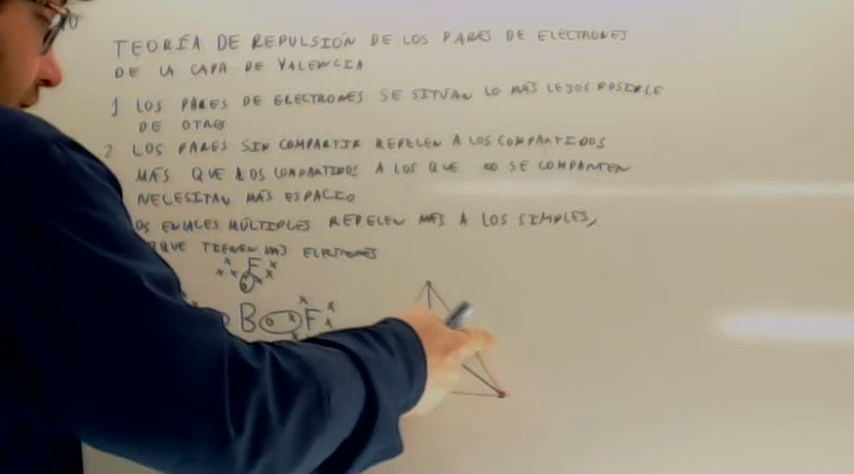 TEORÍA DE REPULSIÓN DE LOS PARES DE ELECTRONES
DE LA CAPA DE VALENCIA
1 LOS PARES DE ELECTRONES SE SITUAN LO MÁS LEJOS POSIBLE
DE OTROS
2 LOS PARES SIN COMPARTIR REPELEN A LOS COMPARTIDOS
MÁS QUE LOS COMPARTIDOS A LOS QUE NO SE COMPARTEN
NECESITAN MÁS ESPACIO
OS ENLACES MÚLTIPLES REPELEN MÁS A LOS SIMPLES,
QUE TIENEN MÁS ELECTRONES
F
B F